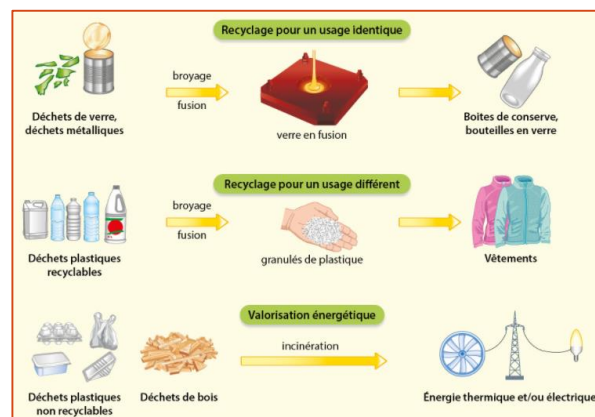 Recyclage pour un usage identique
broyage
fusion
Déchets de verre,
déchets métalliques
verre en fusion
Boites de conserve,
bouteilles en verre
Recyclage pour un usage différent
broyage
fusion
Déchets plastiques
recyclables
granulés de plastique
Vêtements
Valorisation énergétique
incinération
Déchets plastiques
non recyclables
Déchets de bois
Énergie thermique et/ou électrique